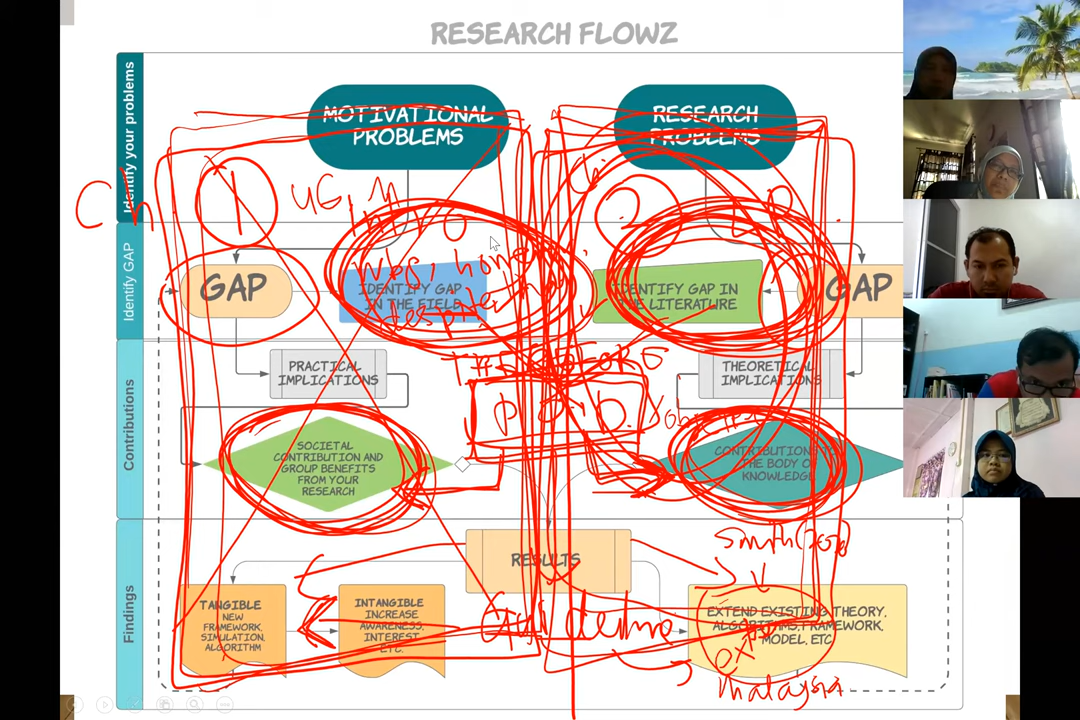 RESEARCH FLOWZ
Identify your problems
MOTIVATIONAL
PROBLEMS
RESEARCH
PROBLEMS
Ch
1
Ch
2
Identify GAP
GAP
IDENTIFY GAP
IN THE FIELD
IDENTIFY GAP IN
THE LITERATURE
GAP
THEREFORE
Contributions
PRACTICAL
IMPLICATIONS
THEORETICAL
IMPLICATIONS
SOCIETAL
CONTRIBUTION AND
GROUP BENEFITS
FROM YOUR
RESEARCH
CONTRIBUTIONS TO
THE BODY OF
KNOWLEDGE
Findings
RESULTS
TANGIBLE
NEW
FRAMEWORK,
SIMULATION,
ALGORITHM
INTANGIBLE
INCREASE
AWARENESS,
INTEREST,
ETC.
EXTEND EXISTING THEORY,
ALGORITHMS, FRAMEWORK,
MODEL, ETC
Malaysia